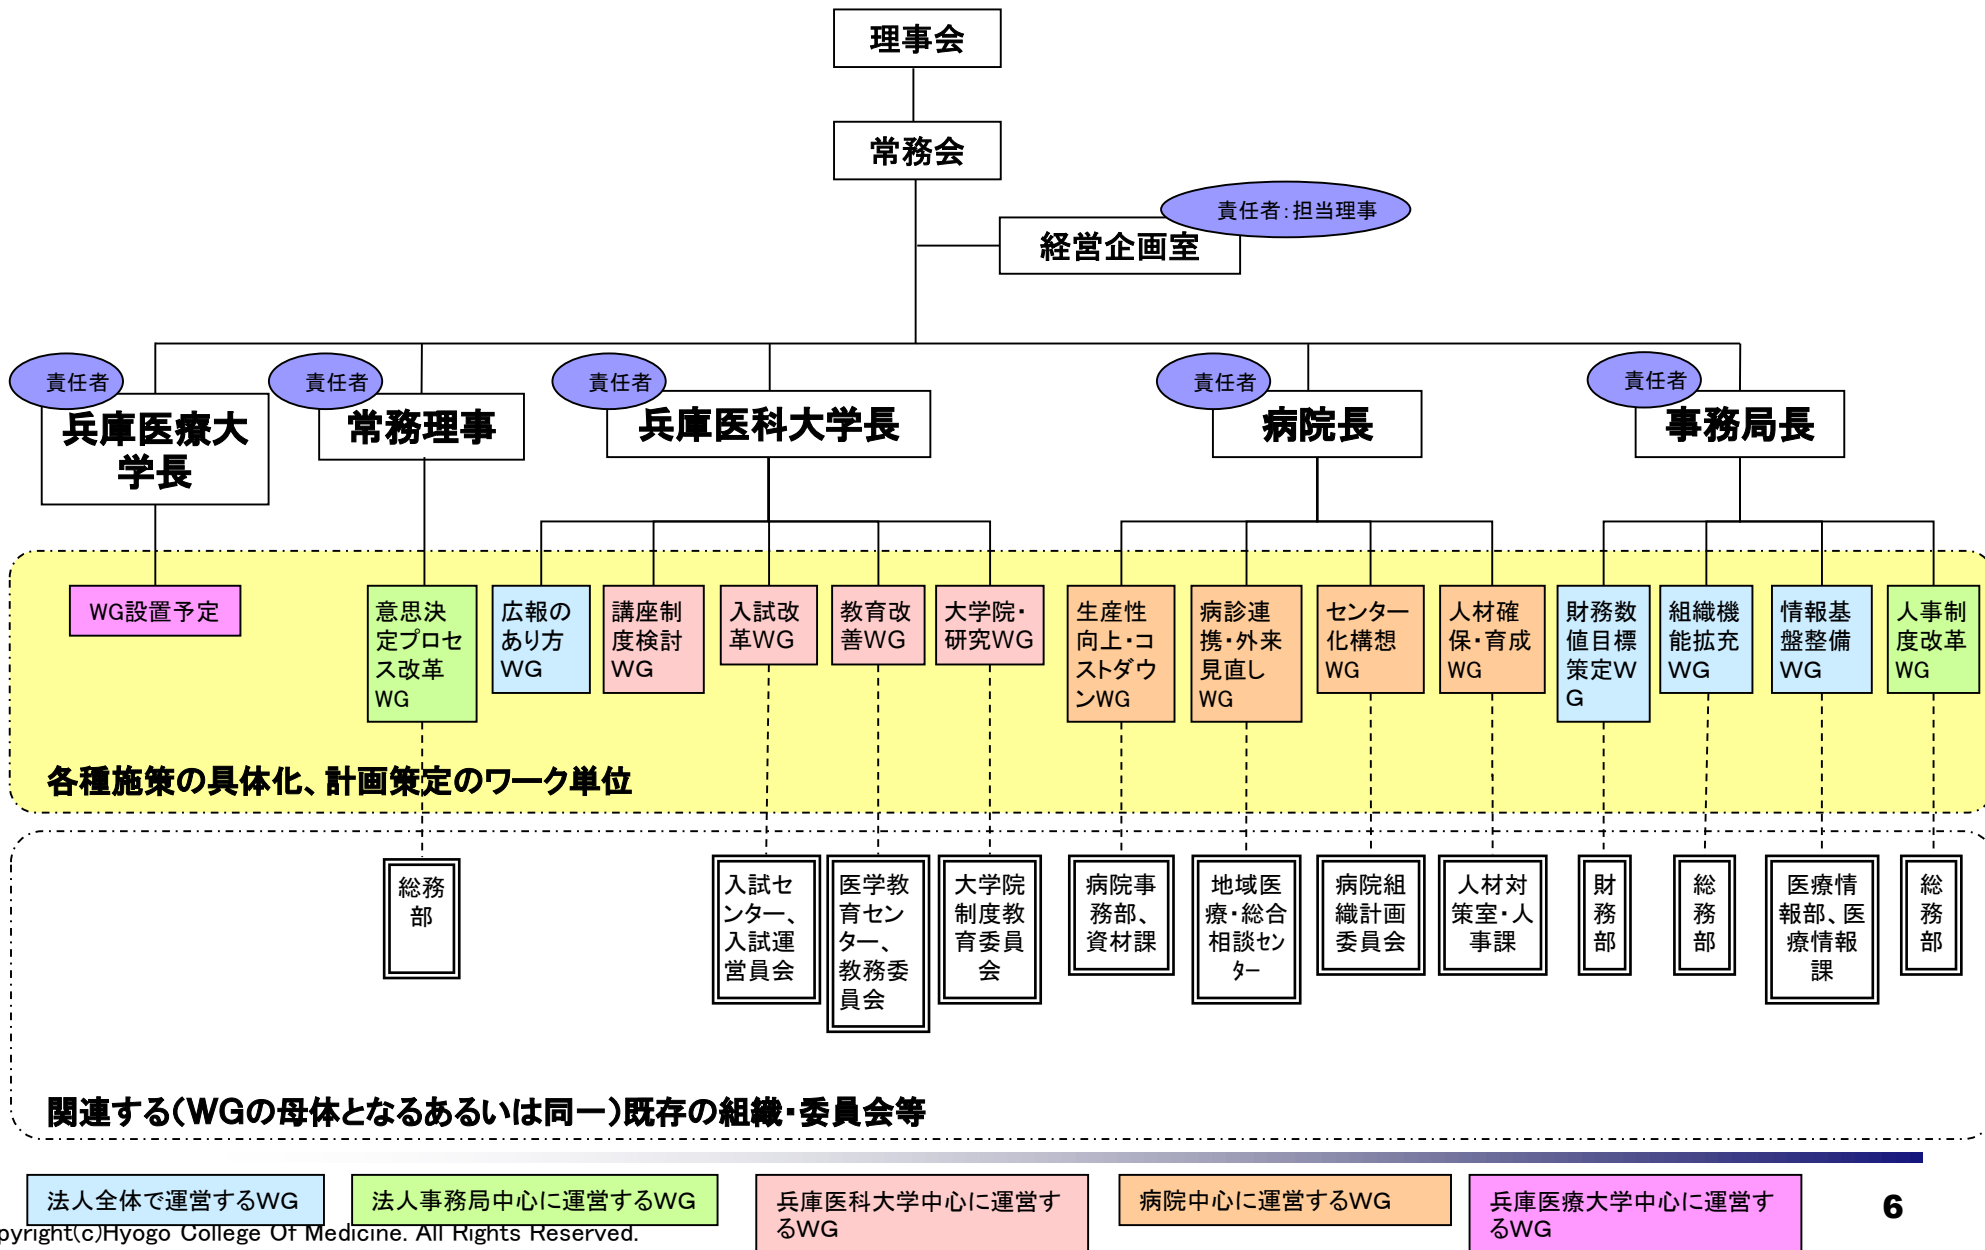 理事会
常務会
責任者：担当理事
経営企画室
責任者
責任者
責任者
責任者
責任者
兵庫医療大
学長
常務理事
兵庫医科大学長
病院長
事務局長
WG設置予定
意思決
定プロセ
ス改革
WG
広報の
あり方
WG
講座制
度検討
WG
入試改
革WG
教育改
善WG
大学院・
研究WG
生産性
向上・コ
ストダウ
ンWG
病診連
携・外来
見直し
WG
センター
化構想
WG
人材確
保・育成
WG
財務数
値目標
策定W
G
組織機
能拡充
WG
情報基
盤整備
WG
人事制
度改革
WG
各種施策の具体化、計画策定のワーク単位
総務
部
入試セ
ンター、
入試運
営員会
医学教
育セン
ター、
教務委
員会
大学院
制度教
育委員
会
病院事
務部、
資材課
地域医
療・総合
相談ｾﾝ
ﾀｰ
病院組
織計画
委員会
人材対
策室・人
事課
財
務
部
総
務
部
医療情
報部、医
療情報
課
総
務
部
関連する（WGの母体となるあるいは同一）既存の組織・委員会等
法人全体で運営するWG
法人事務局中心に運営するWG
兵庫医科大学中心に運営す
るWG
病院中心に運営するWG
兵庫医療大学中心に運営す
るWG
6
pyright(c)Hyogo College Of Medicine. All Rights Reserved.